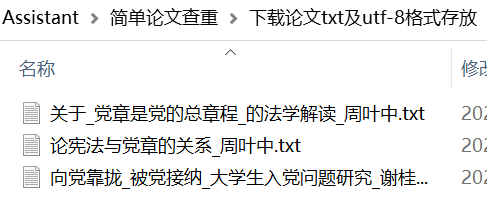 Assistant > 简单论文查重 > 下载论文txt及utf-8格式存放
名称 修
关于_党章是党的总章程_的法学解读_周叶中.txt 202
论宪法与党章的关系_周叶中.txt 202
向党靠拢_被党接纳_大学生入党问题研究_谢桂... 202